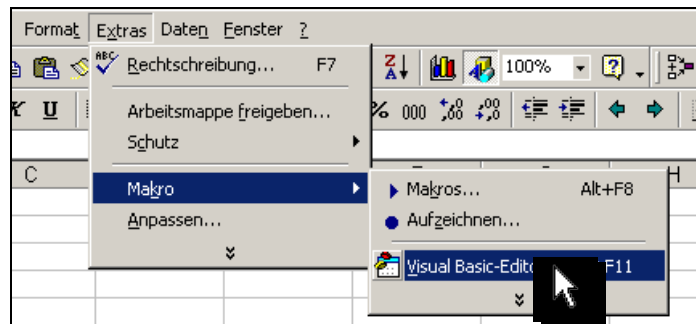 Format Extras Daten Fenster ?
Rechtschreibung... F7
100%
K U
Arbeitsmappe freigeben...
% 000
Schutz
C
H
Makro
Makros... Alt+F8
Anpassen...
Aufzeichnen...
Visual Basic-Edito F11